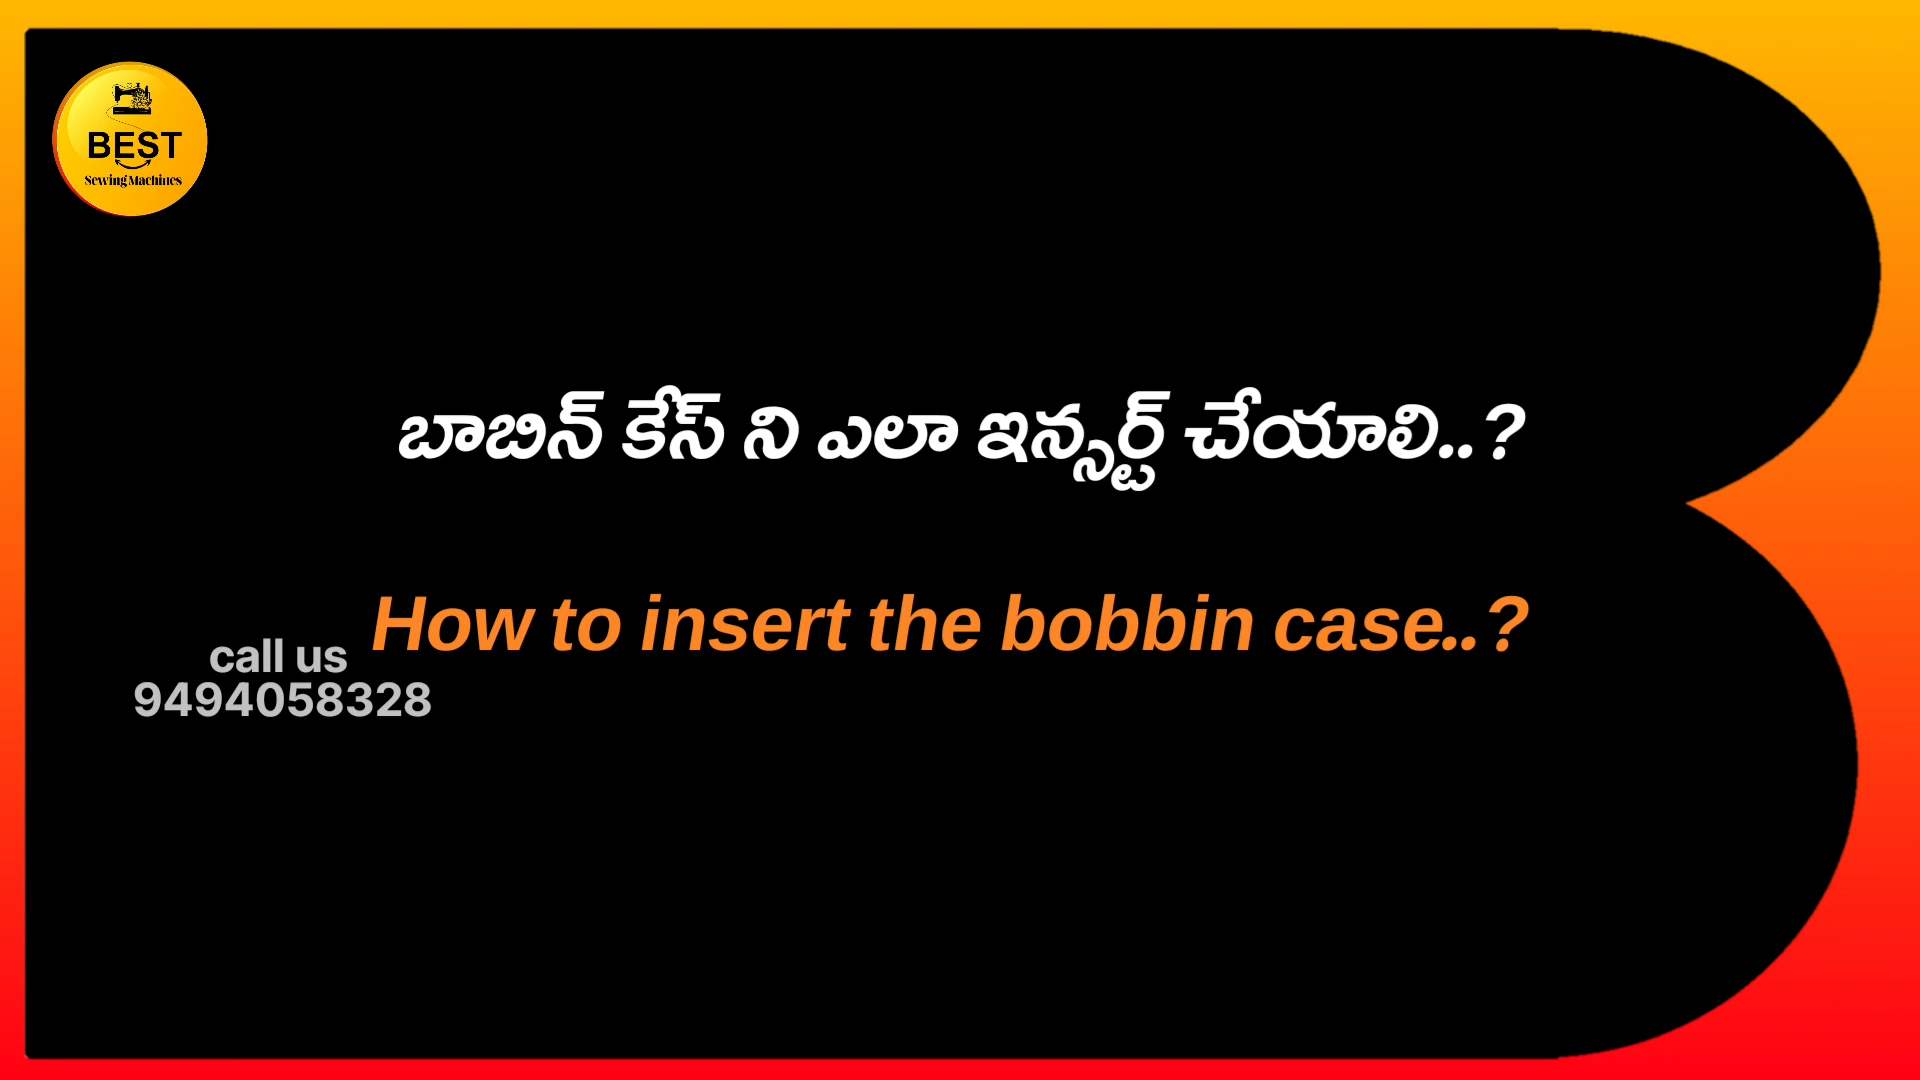 BEST
Sewing Machines
బాబిన్ కేస్ ని ఎలా ఇన్సర్ట్ చేయాలి..?
How to insert the bobbin case..?
call us
9494058328